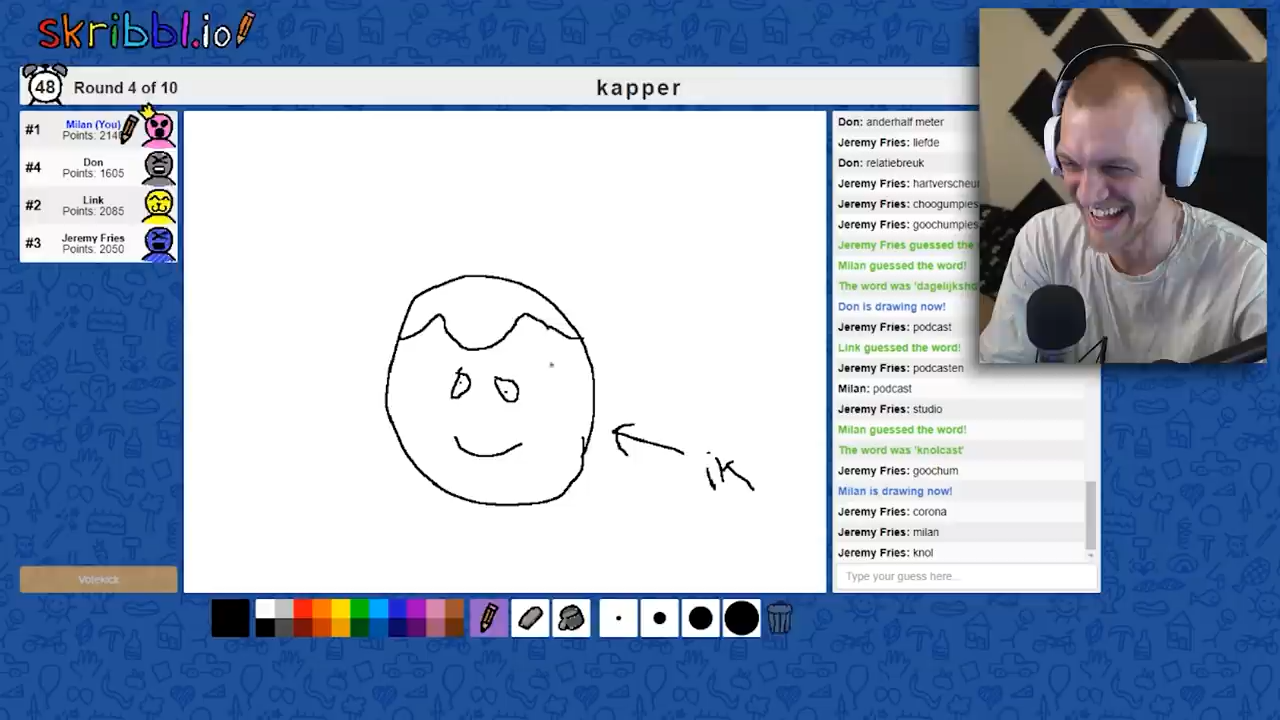 skribbl.io
48
Round 4 of 10
kapper
#1
Milan (You)
Points: 2140
#4
Don
Points: 1605
#2
Link
Points: 2085
#3
Jeremy Fries
Points: 2050
Votekick
ik
Don: anderhalf meter
Jeremy Fries: liefde
Don: relatiebreuk
Jeremy Fries: hartverscheur
Jeremy Fries: choogumpies
Jeremy Fries: goochumpies
Jeremy Fries guessed the
Milan guessed the word!
The word was 'dagelijkshd
Don is drawing now!
Jeremy Fries: podcast
Link guessed the word!
Jeremy Fries: podcasten
Milan: podcast
Jeremy Fries: studio
Milan guessed the word!
The word was 'knolcast'
Jeremy Fries: goochum
Milan is drawing now!
Jeremy Fries: corona
Jeremy Fries: milan
Jeremy Fries: knol
Type your guess here...